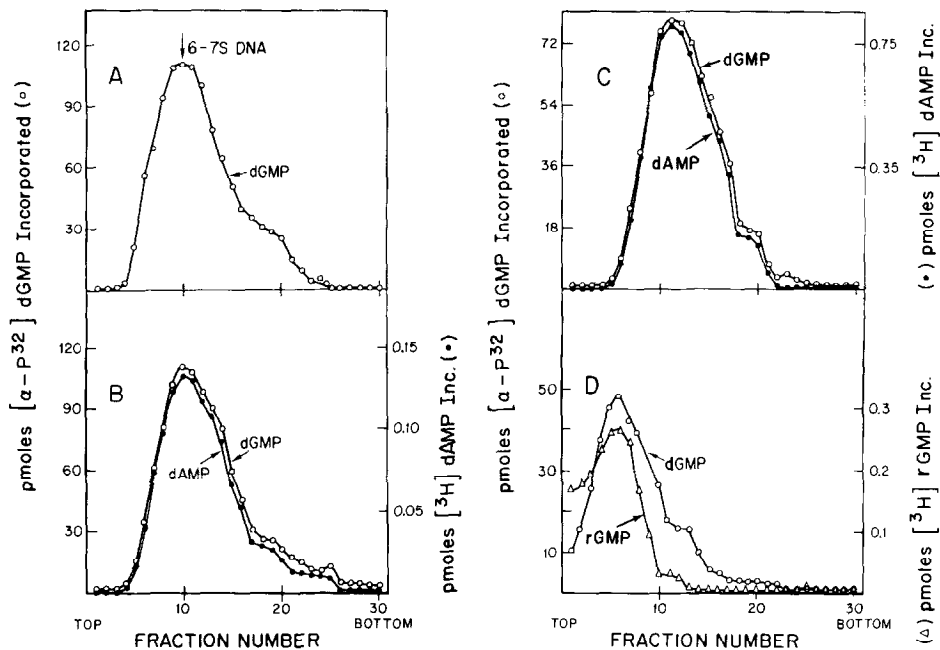 pmoles [α-P³²] dGMP Incorporated (○)
120
90
60
30
A
6-7S DNA
dGMP
120
90
60
30
B
dAMP
dGMP
0.15
0.10
0.05
pmoles [³H] dAMP Inc. (•)
10
20
30
TOP
FRACTION NUMBER
BOTTOM
pmoles [α-P³²] dGMP Incorporated (○)
72
54
36
18
C
dGMP
dAMP
0.75
0.35
(•) pmoles [³H] dAMP Inc.
50
30
10
D
dGMP
rGMP
0.3
0.2
0.1
(△) pmoles [³H] rGMP Inc.
10
20
30
TOP
FRACTION NUMBER
BOTTOM